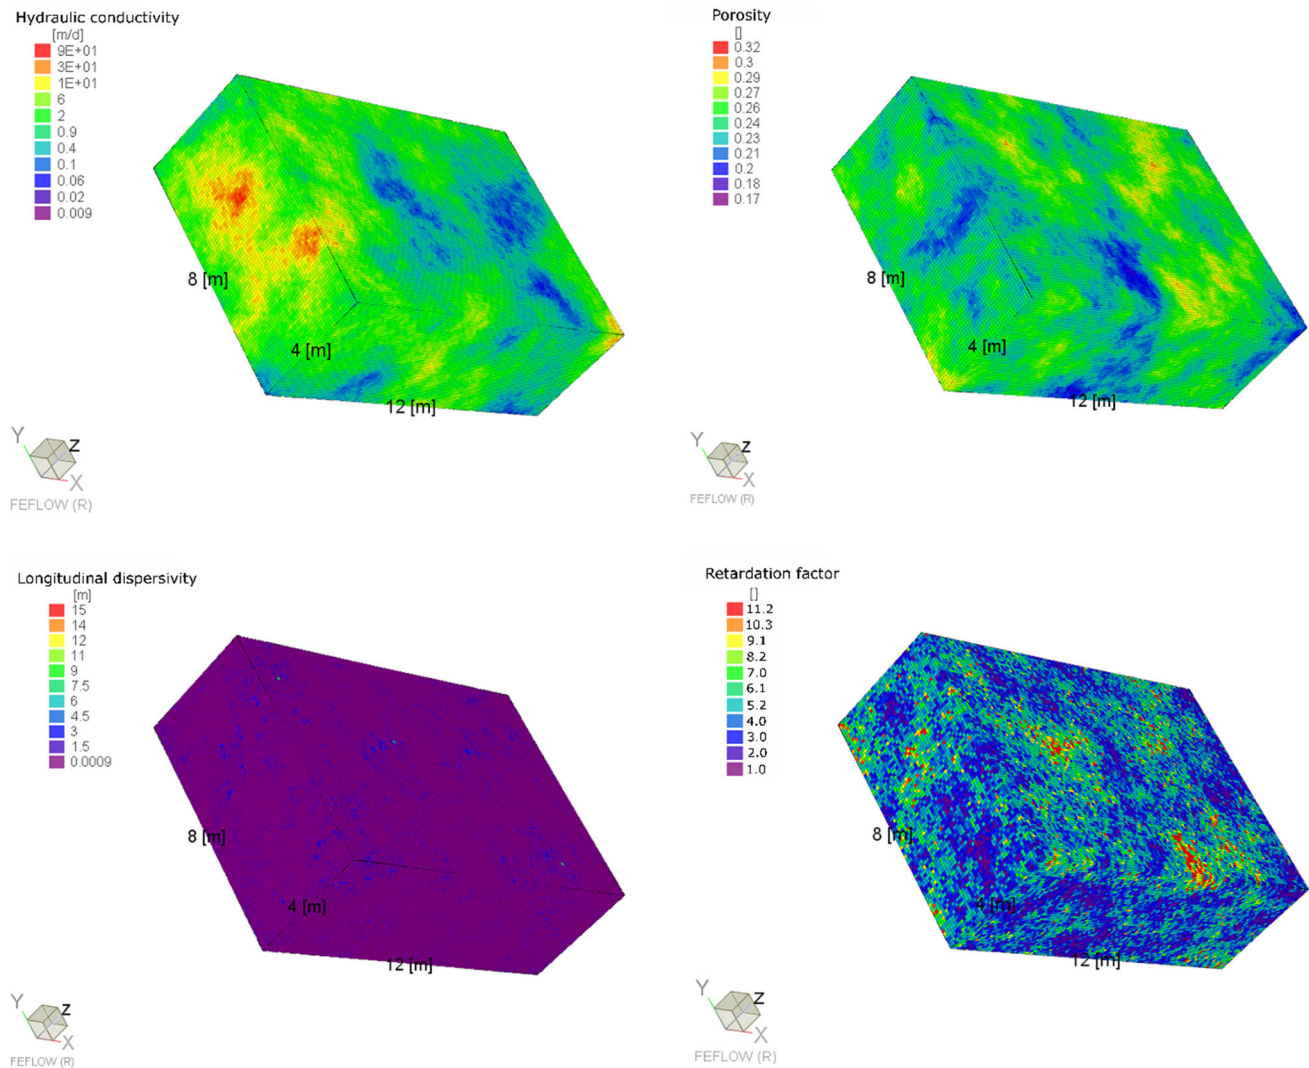 Hydraulic conductivity
[m/d]
9E+01
3E+01
1E+01
6
2
0.9
0.4
0.1
0.06
0.02
0.009
8 [m]
4 [m]
12 [m]
Y
Z
X
FEFLOW (R)
Porosity
[]
0.32
0.3
0.29
0.27
0.26
0.24
0.23
0.21
0.2
0.18
0.17
8 [m]
4 [m]
12 [m]
Y
Z
X
FEFLOW (R)
Longitudinal dispersivity
[m]
15
14
12
11
9
7.5
6
4.5
3
1.5
0.0009
8 [m]
4 [m]
12 [m]
Y
Z
X
FEFLOW (R)
Retardation factor
[]
11.2
10.3
9.1
8.2
7.0
6.1
5.2
4.0
3.0
2.0
1.0
8 [m]
4 [m]
12 [m]
Y
Z
X
FEFLOW (R)